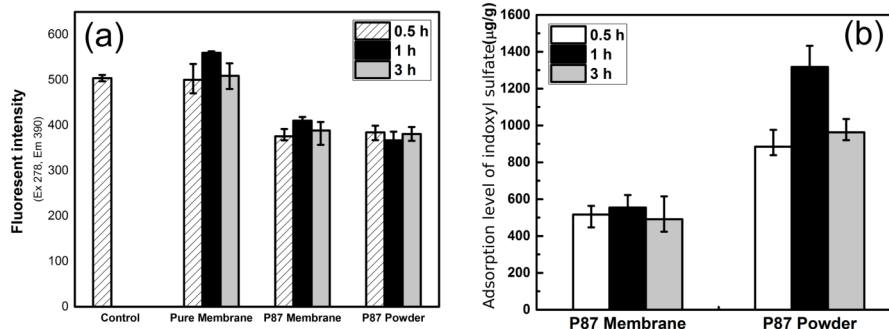 (a)
0.5 h
1 h
3 h
Fluoresent intensity
(Ex 278, Em 390)
600
500
400
300
200
100
0
Control
Pure Membrane
P87 Membrane
P87 Powder
(b)
0.5 h
1 h
3 h
Adsorption level of indoxyl sulfate(μg/g)
1600
1400
1200
1000
800
600
400
200
0
P87 Membrane
P87 Powder